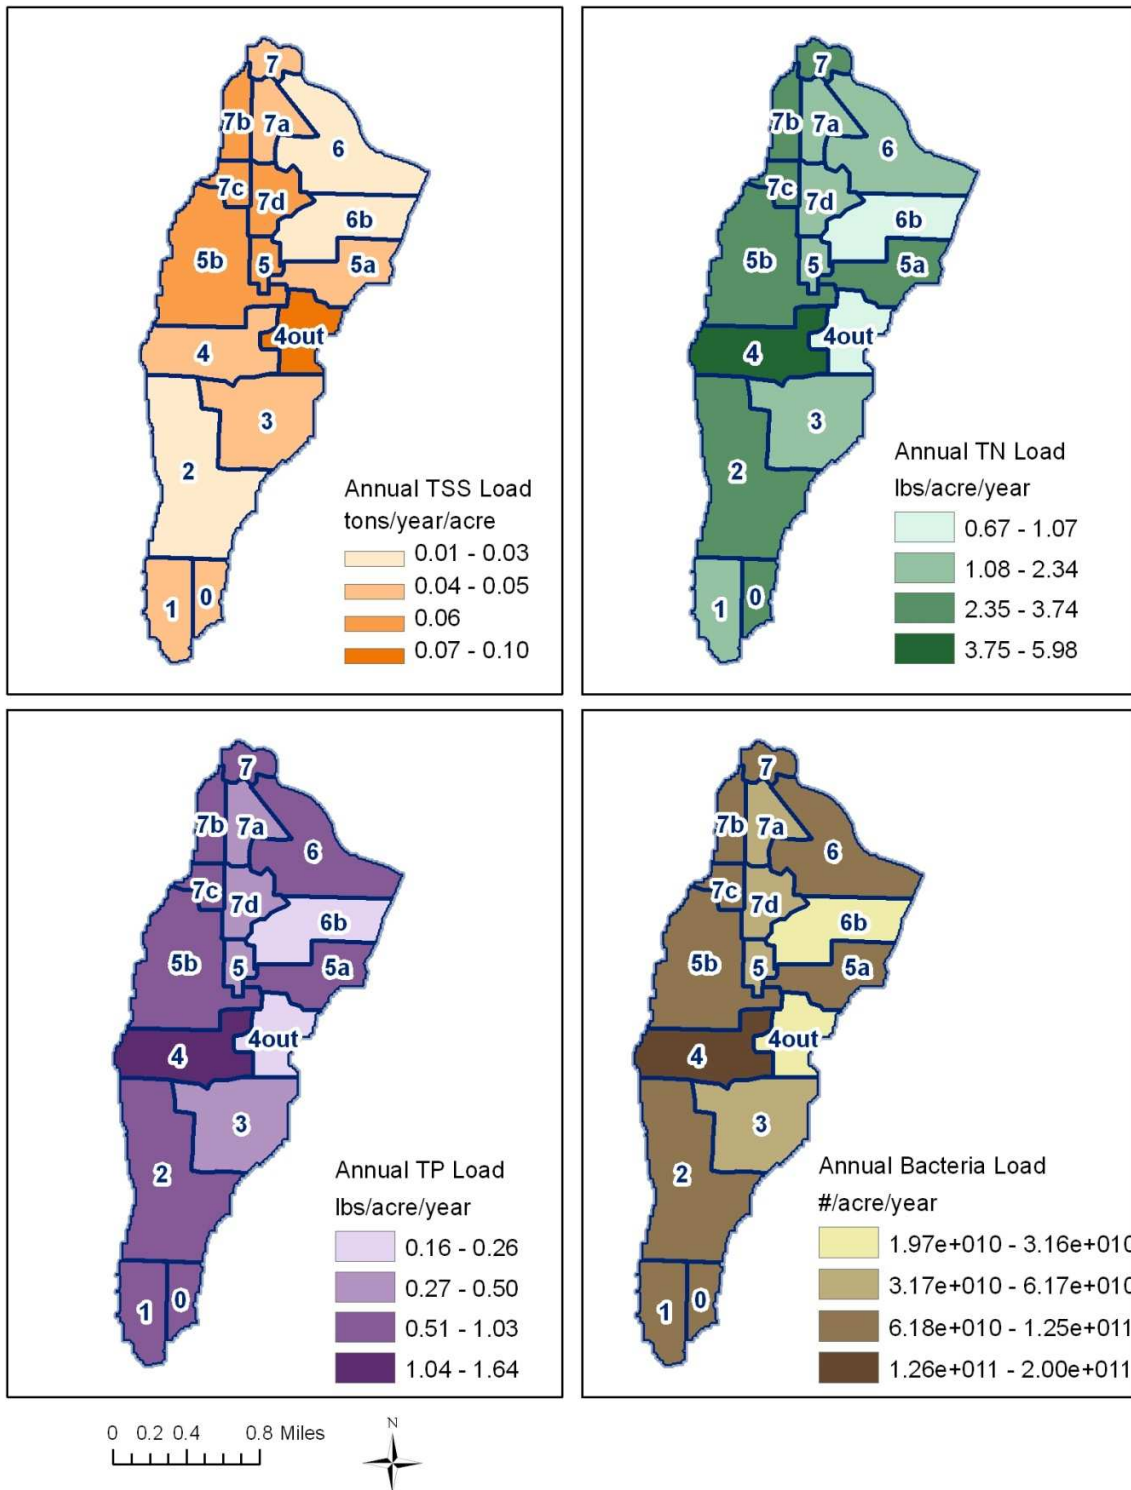 7
7b
7a
6
7c
7d
6b
5b
5
5a
4out
4
3
2
1
0
Annual TSS Load
tons/year/acre
0.01 - 0.03
0.04 - 0.05
0.06
0.07 - 0.10
7
7b
7a
6
7c
7d
6b
5b
5
5a
4out
4
3
2
1
0
Annual TN Load
lbs/acre/year
0.67 - 1.07
1.08 - 2.34
2.35 - 3.74
3.75 - 5.98
7
7b
7a
6
7c
7d
6b
5b
5
5a
4out
4
3
2
1
0
Annual TP Load
lbs/acre/year
0.16 - 0.26
0.27 - 0.50
0.51 - 1.03
1.04 - 1.64
7
7b
7a
6
7c
7d
6b
5b
5
5a
4out
4
3
2
1
0
Annual Bacteria Load
#/acre/year
1.97e+010 - 3.16e+010
3.17e+010 - 6.17e+010
6.18e+010 - 1.25e+011
1.26e+011 - 2.00e+011
0 0.2 0.4 0.8 Miles
N